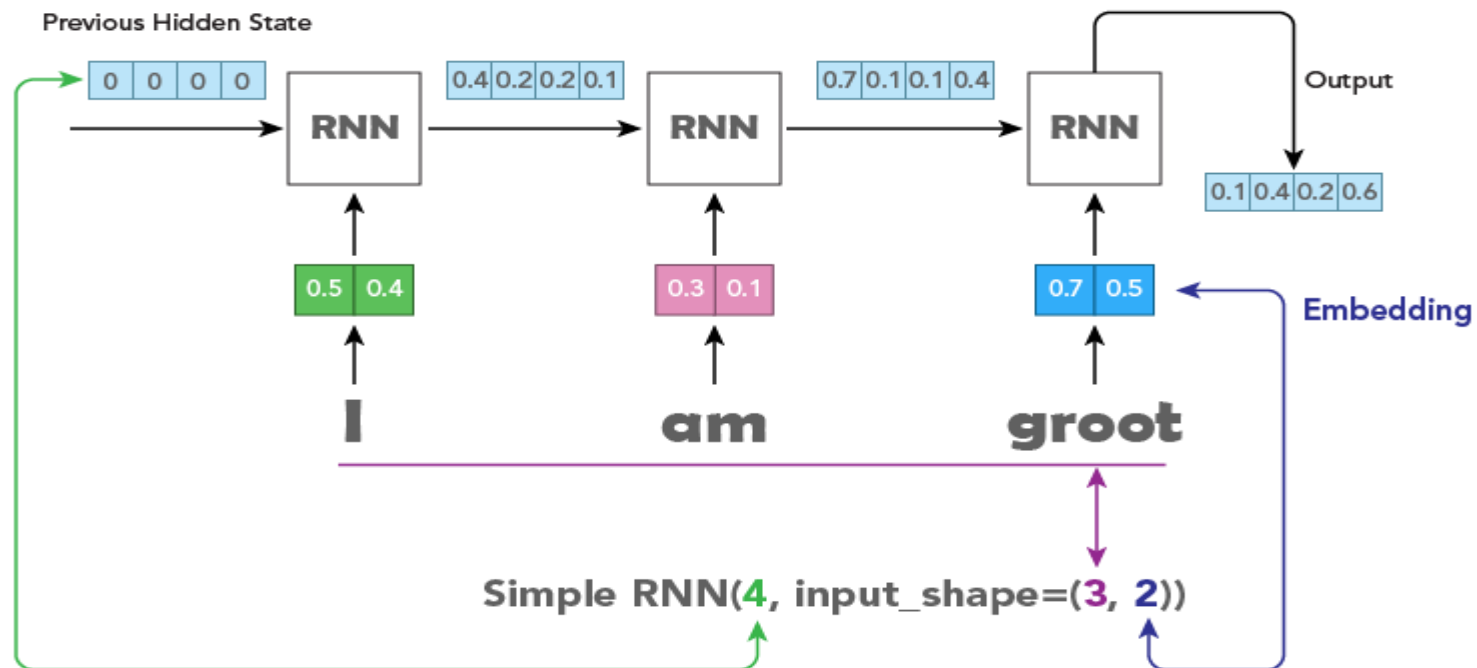 Previous Hidden State
0 0 0 0
0.4 0.2 0.2 0.1
0.7 0.1 0.1 0.4
Output
RNN
RNN
RNN
0.1 0.4 0.2 0.6
0.5 0.4
0.3 0.1
0.7 0.5
Embedding
I am groot
Simple RNN(4, input_shape=(3, 2))